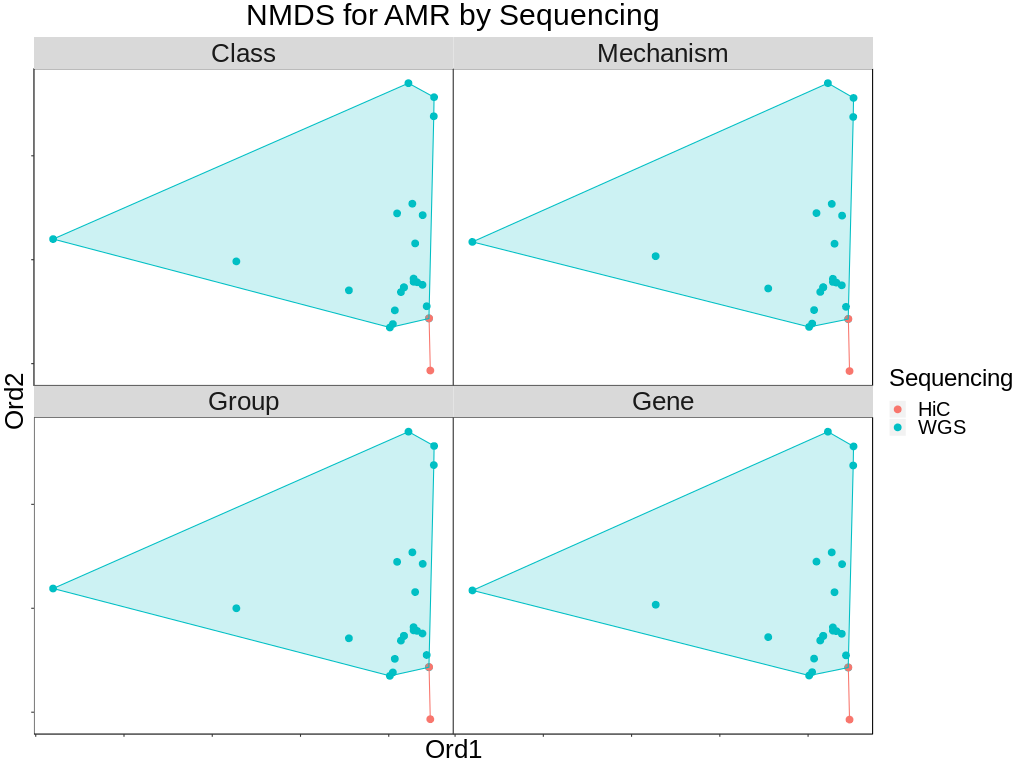 NMDS for AMR by Sequencing
Class
Mechanism
Group
Gene
Ord2
Ord1
Sequencing
HiC
WGS